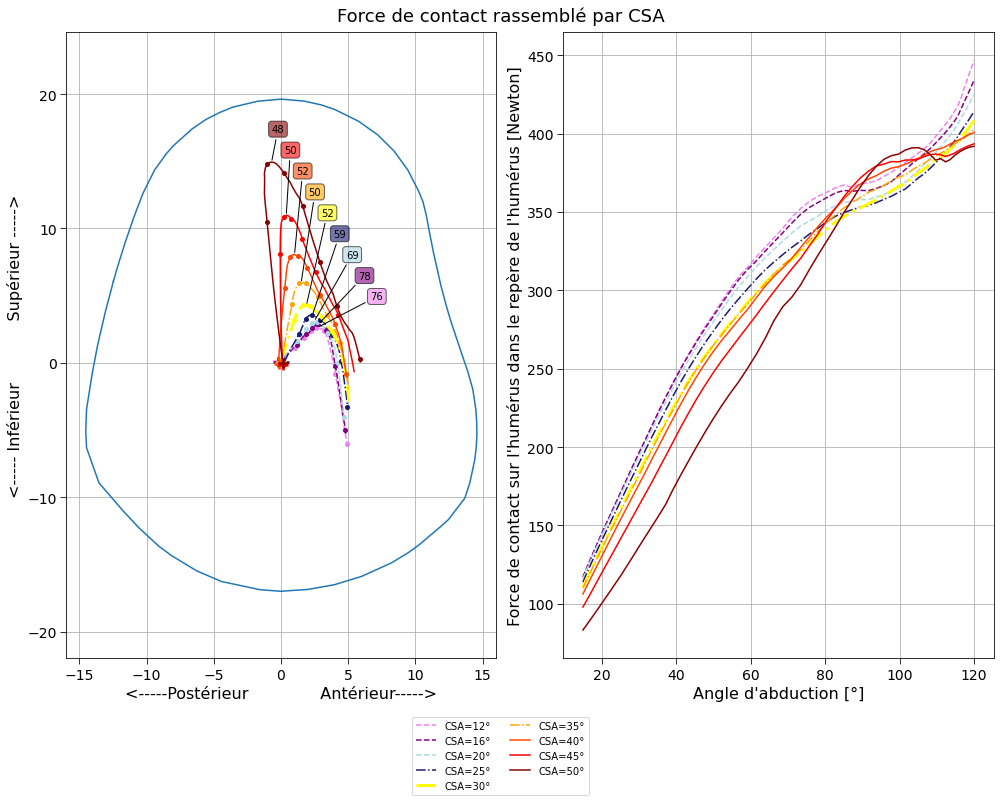 Force de contact rassemblé par CSA
<----- Inférieur      Supérieur ----->
20
10
0
−10
−20
48
50
52
50
52
59
69
78
76
−15
−10
−5
0
5
10
15
<-----Postérieur              Antérieur----->
Force de contact sur l'humérus dans le repère de l'humérus [Newton]
450
400
350
300
250
200
150
100
20
40
60
80
100
120
Angle d'abduction [°]
CSA=12°
CSA=16°
CSA=20°
CSA=25°
CSA=30°
CSA=35°
CSA=40°
CSA=45°
CSA=50°